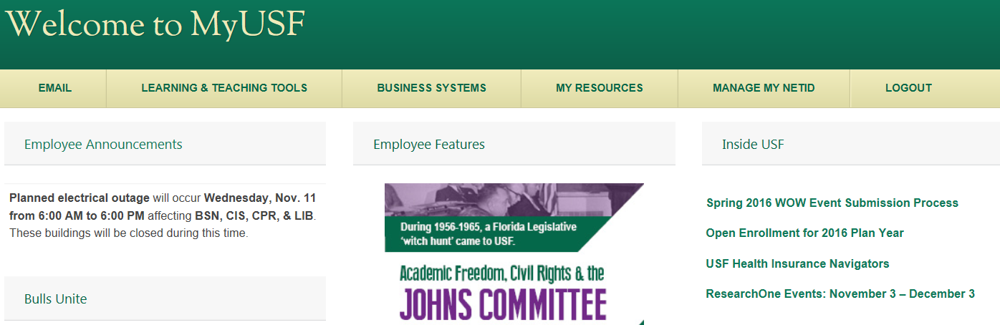 Welcome to MyUSF
EMAIL
LEARNING & TEACHING TOOLS
BUSINESS SYSTEMS
MY RESOURCES
MANAGE MY NETID
LOGOUT
Employee Announcements
Planned electrical outage will occur Wednesday, Nov. 11
from 6:00 AM to 6:00 PM affecting BSN, CIS, CPR, & LIB.
These buildings will be closed during this time.
Bulls Unite
Employee Features
During 1956-1965, a Florida Legislative
'witch hunt' came to USF.
Academic Freedom, Civil Rights & the
JOHNS COMMITTEE
Inside USF
Spring 2016 WOW Event Submission Process
Open Enrollment for 2016 Plan Year
USF Health Insurance Navigators
ResearchOne Events: November 3 – December 3